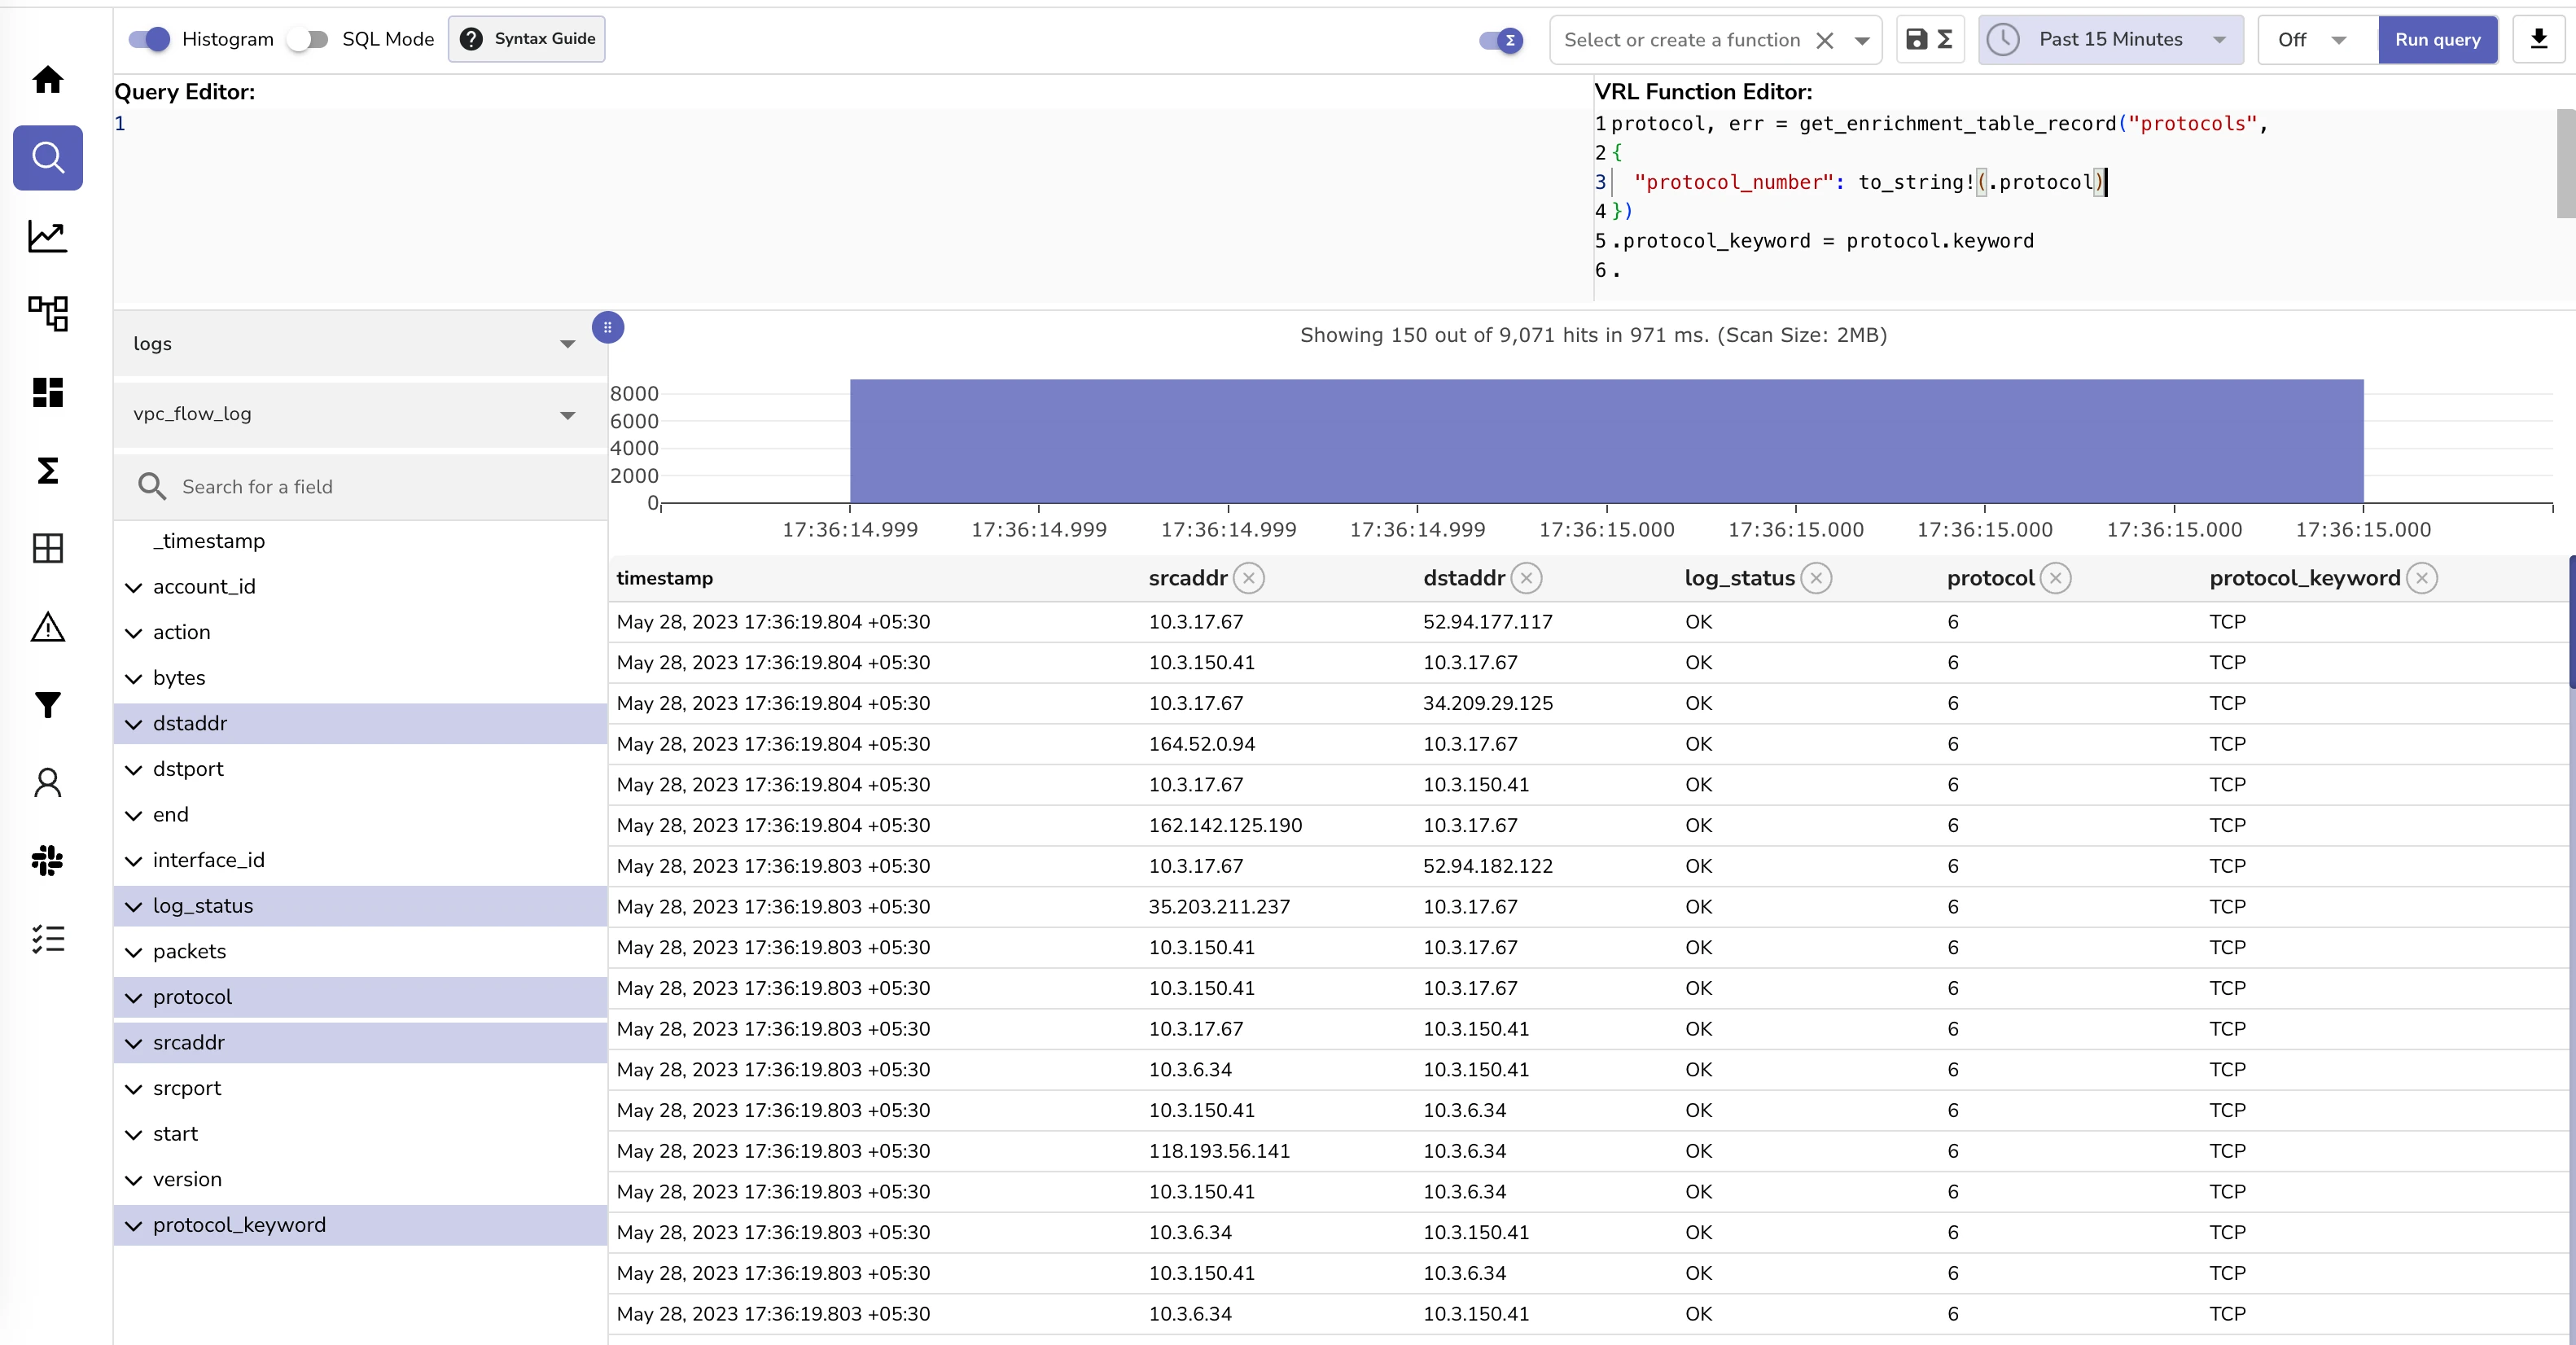 Histogram SQL Mode Syntax Guide Select or create a function Past 15 Minutes Off Run query
Query Editor:
1
VRL Function Editor:
1 protocol, err = get_enrichment_table_record("protocols",
2 {
3 "protocol_number": to_string!(.protocol)
4 })
5 .protocol_keyword = protocol.keyword
6 .
logs
vpc_flow_log
Search for a field
_timestamp
account_id
action
bytes
dstaddr
dstport
end
interface_id
log_status
packets
protocol
srcaddr
srcport
start
version
protocol_keyword
Showing 150 out of 9,071 hits in 971 ms. (Scan Size: 2MB)
8000
6000
4000
2000
0
17:36:14.999 17:36:14.999 17:36:14.999 17:36:14.999 17:36:15.000 17:36:15.000 17:36:15.000 17:36:15.000 17:36:15.000
timestamp srcaddr dstaddr log_status protocol protocol_keyword
May 28, 2023 17:36:19.804 +05:30 10.3.17.67 52.94.177.117 OK 6 TCP
May 28, 2023 17:36:19.804 +05:30 10.3.150.41 10.3.17.67 OK 6 TCP
May 28, 2023 17:36:19.804 +05:30 10.3.17.67 34.209.29.125 OK 6 TCP
May 28, 2023 17:36:19.804 +05:30 164.52.0.94 10.3.17.67 OK 6 TCP
May 28, 2023 17:36:19.804 +05:30 10.3.17.67 10.3.150.41 OK 6 TCP
May 28, 2023 17:36:19.804 +05:30 162.142.125.190 10.3.17.67 OK 6 TCP
May 28, 2023 17:36:19.803 +05:30 10.3.17.67 52.94.182.122 OK 6 TCP
May 28, 2023 17:36:19.803 +05:30 35.203.211.237 10.3.17.67 OK 6 TCP
May 28, 2023 17:36:19.803 +05:30 10.3.150.41 10.3.17.67 OK 6 TCP
May 28, 2023 17:36:19.803 +05:30 10.3.150.41 10.3.17.67 OK 6 TCP
May 28, 2023 17:36:19.803 +05:30 10.3.17.67 10.3.150.41 OK 6 TCP
May 28, 2023 17:36:19.803 +05:30 10.3.6.34 10.3.150.41 OK 6 TCP
May 28, 2023 17:36:19.803 +05:30 10.3.150.41 10.3.6.34 OK 6 TCP
May 28, 2023 17:36:19.803 +05:30 118.193.56.141 10.3.6.34 OK 6 TCP
May 28, 2023 17:36:19.803 +05:30 10.3.150.41 10.3.6.34 OK 6 TCP
May 28, 2023 17:36:19.803 +05:30 10.3.6.34 10.3.150.41 OK 6 TCP
May 28, 2023 17:36:19.803 +05:30 10.3.150.41 10.3.6.34 OK 6 TCP
May 28, 2023 17:36:19.803 +05:30 10.3.6.34 10.3.150.41 OK 6 TCP